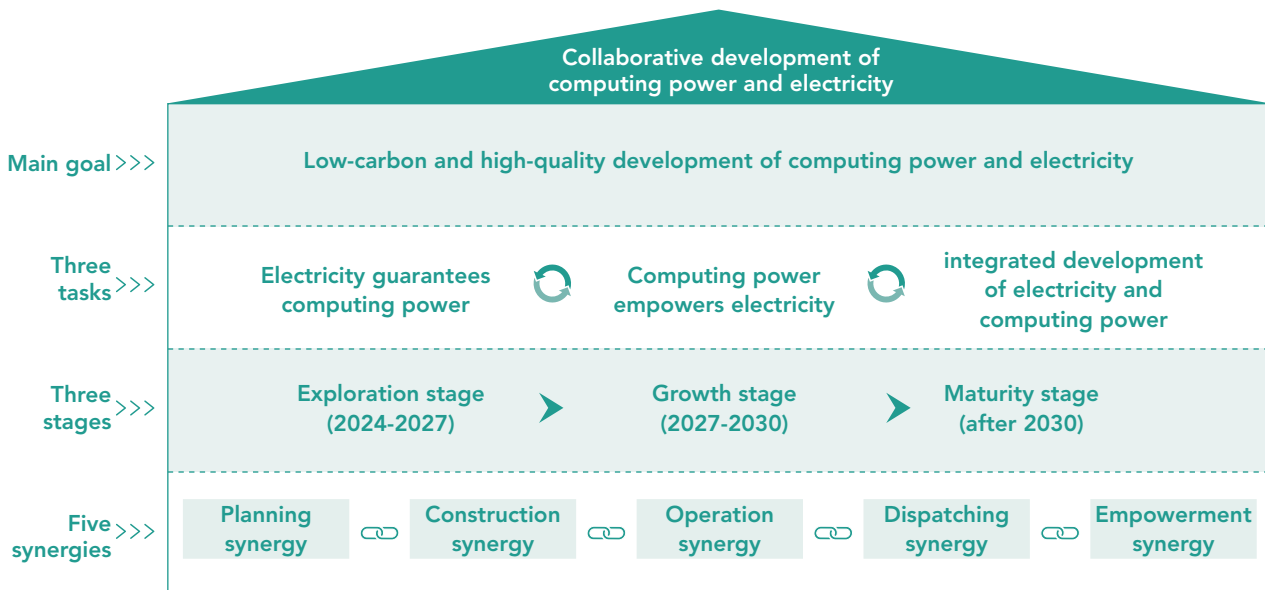 Collaborative development of
computing power and electricity
Main goal
Low-carbon and high-quality development of computing power and electricity
Three
tasks
Electricity guarantees
computing power
Computing power
empowers electricity
integrated development
of electricity and
computing power
Three
stages
Exploration stage
(2024-2027)
Growth stage
(2027-2030)
Maturity stage
(after 2030)
Five
synergies
Planning
synergy
Construction
synergy
Operation
synergy
Dispatching
synergy
Empowerment
synergy